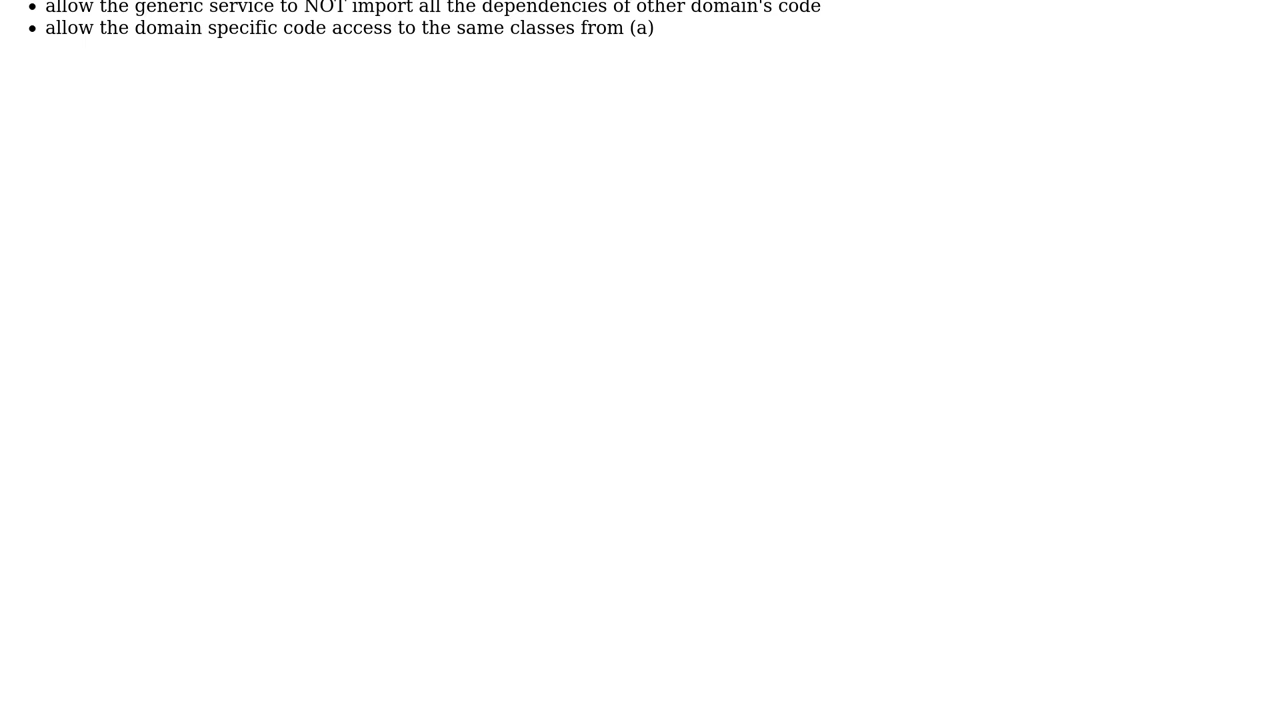 • allow the generic service to NOT import all the dependencies of other domain's code
• allow the domain specific code access to the same classes from (a)